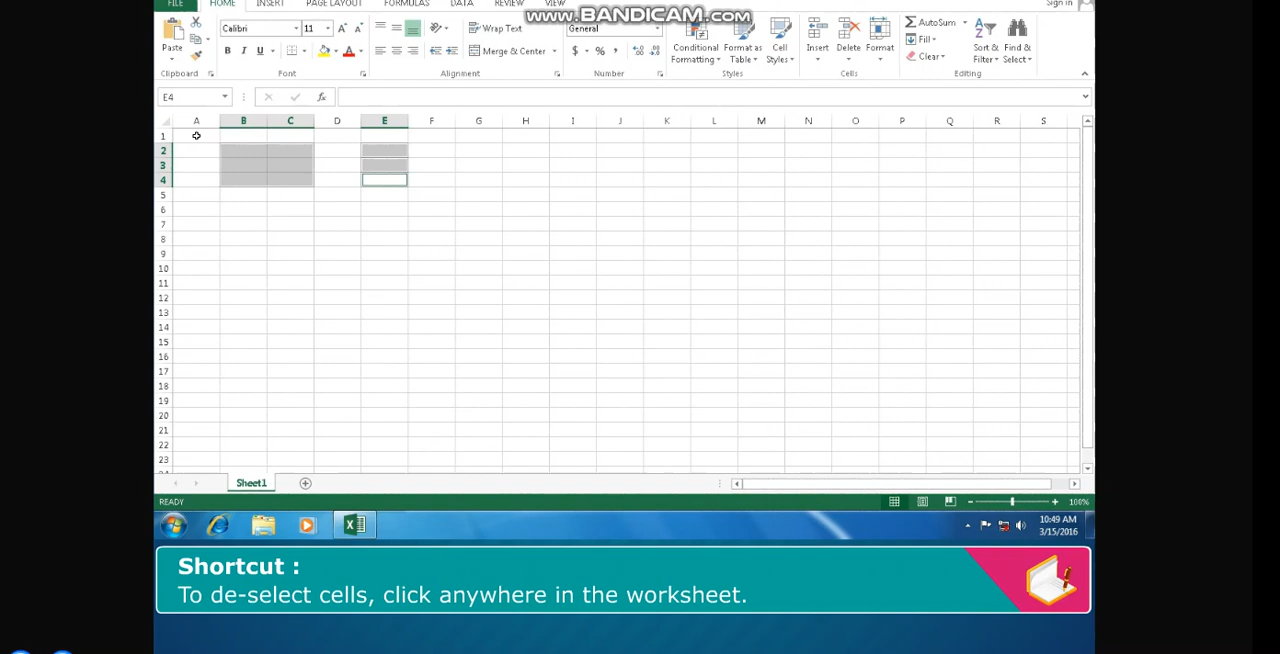 FILE HOME INSERT PAGE LAYOUT FORMULAS DATA REVIEW VIEW Sign in
www.BANDICAM.com
Calibri 11 Wrap Text General AutoSum
Paste B I U Merge & Center $ % , Conditional Formatting Format as Table Cell Styles Insert Delete Format Fill Clear Sort & Filter Find & Select
Clipboard Font Alignment Number Styles Cells Editing
E4 fx
A B C D E F G H I J K L M N O P Q R S
1
2
3
4
5
6
7
8
9
10
11
12
13
14
15
16
17
18
19
20
21
22
23
Sheet1
READY 100%
10:49 AM
3/15/2016
Shortcut :
To de-select cells, click anywhere in the worksheet.